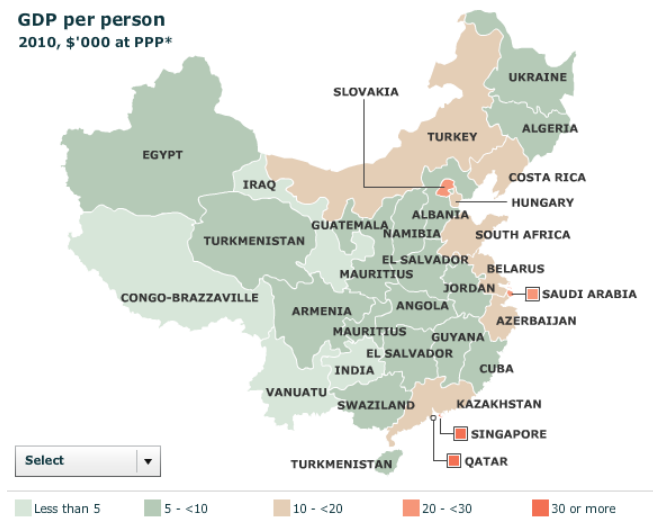 GDP per person
2010, $'000 at PPP*
UKRAINE
SLOVAKIA
ALGERIA
TURKEY
EGYPT
COSTA RICA
IRAQ
HUNGARY
ALBANIA
GUATEMALA
NAMIBIA
SOUTH AFRICA
TURKMENISTAN
EL SALVADOR
BELARUS
MAURITIUS
JORDAN
SAUDI ARABIA
CONGO-BRAZZAVILLE
ANGOLA
ARMENIA
AZERBAIJAN
MAURITIUS
GUYANA
EL SALVADOR
INDIA
CUBA
VANUATU
SWAZILAND
KAZAKHSTAN
SINGAPORE
TURKMENISTAN
QATAR
Select
Less than 5
5 - <10
10 - <20
20 - <30
30 or more